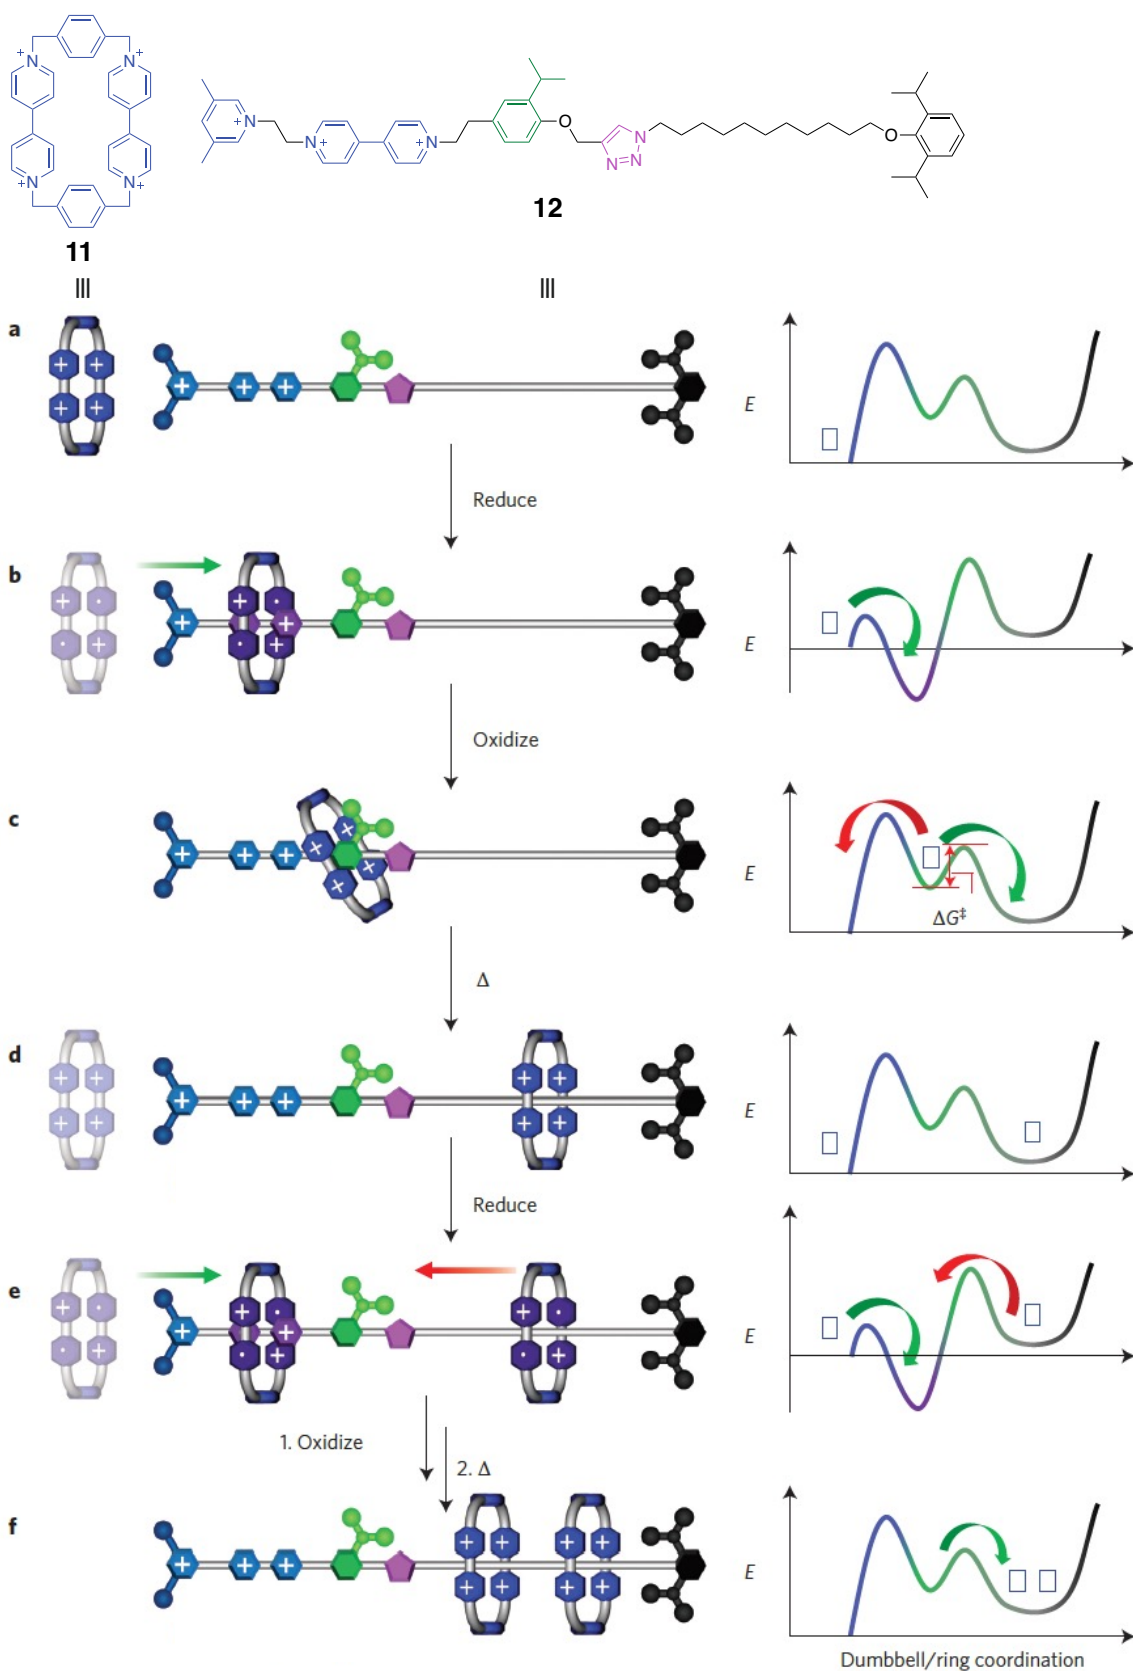 N+ N+ N+ N+
11
N+ N+ N+ O N N N O
12
a
E
Reduce
b
E
Oxidize
c
E
ΔG‡
Δ
d
E
Reduce
e
E
1. Oxidize
2. Δ
f
E
Dumbbell/ring coordination